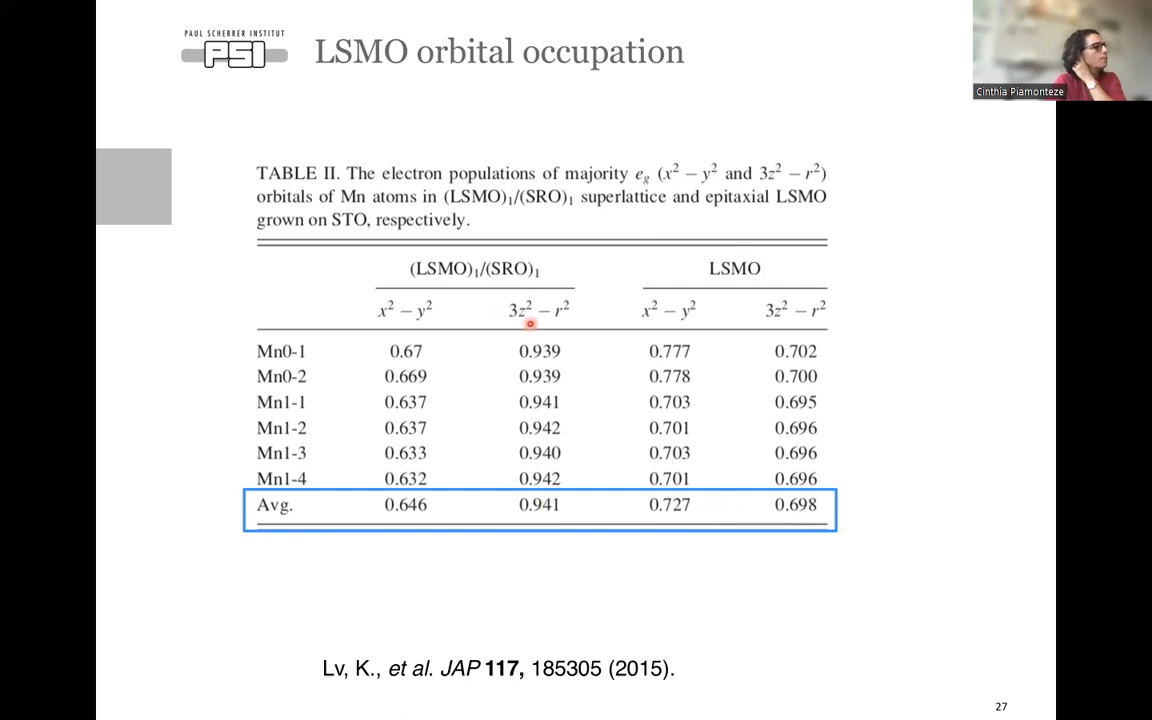 PAUL SCHERRER INSTITUT
PSI
LSMO orbital occupation
Cinthia Piamonteze
TABLE II. The electron populations of majority e_g (x² − y² and 3z² − r²)
orbitals of Mn atoms in (LSMO)₁/(SRO)₁ superlattice and epitaxial LSMO
grown on STO, respectively.
(LSMO)₁/(SRO)₁ LSMO
x² − y² 3z² − r² x² − y² 3z² − r²
Mn0-1 0.67 0.939 0.777 0.702
Mn0-2 0.669 0.939 0.778 0.700
Mn1-1 0.637 0.941 0.703 0.695
Mn1-2 0.637 0.942 0.701 0.696
Mn1-3 0.633 0.940 0.703 0.696
Mn1-4 0.632 0.942 0.701 0.696
Avg. 0.646 0.941 0.727 0.698
Lv, K., et al. JAP 117, 185305 (2015).
27